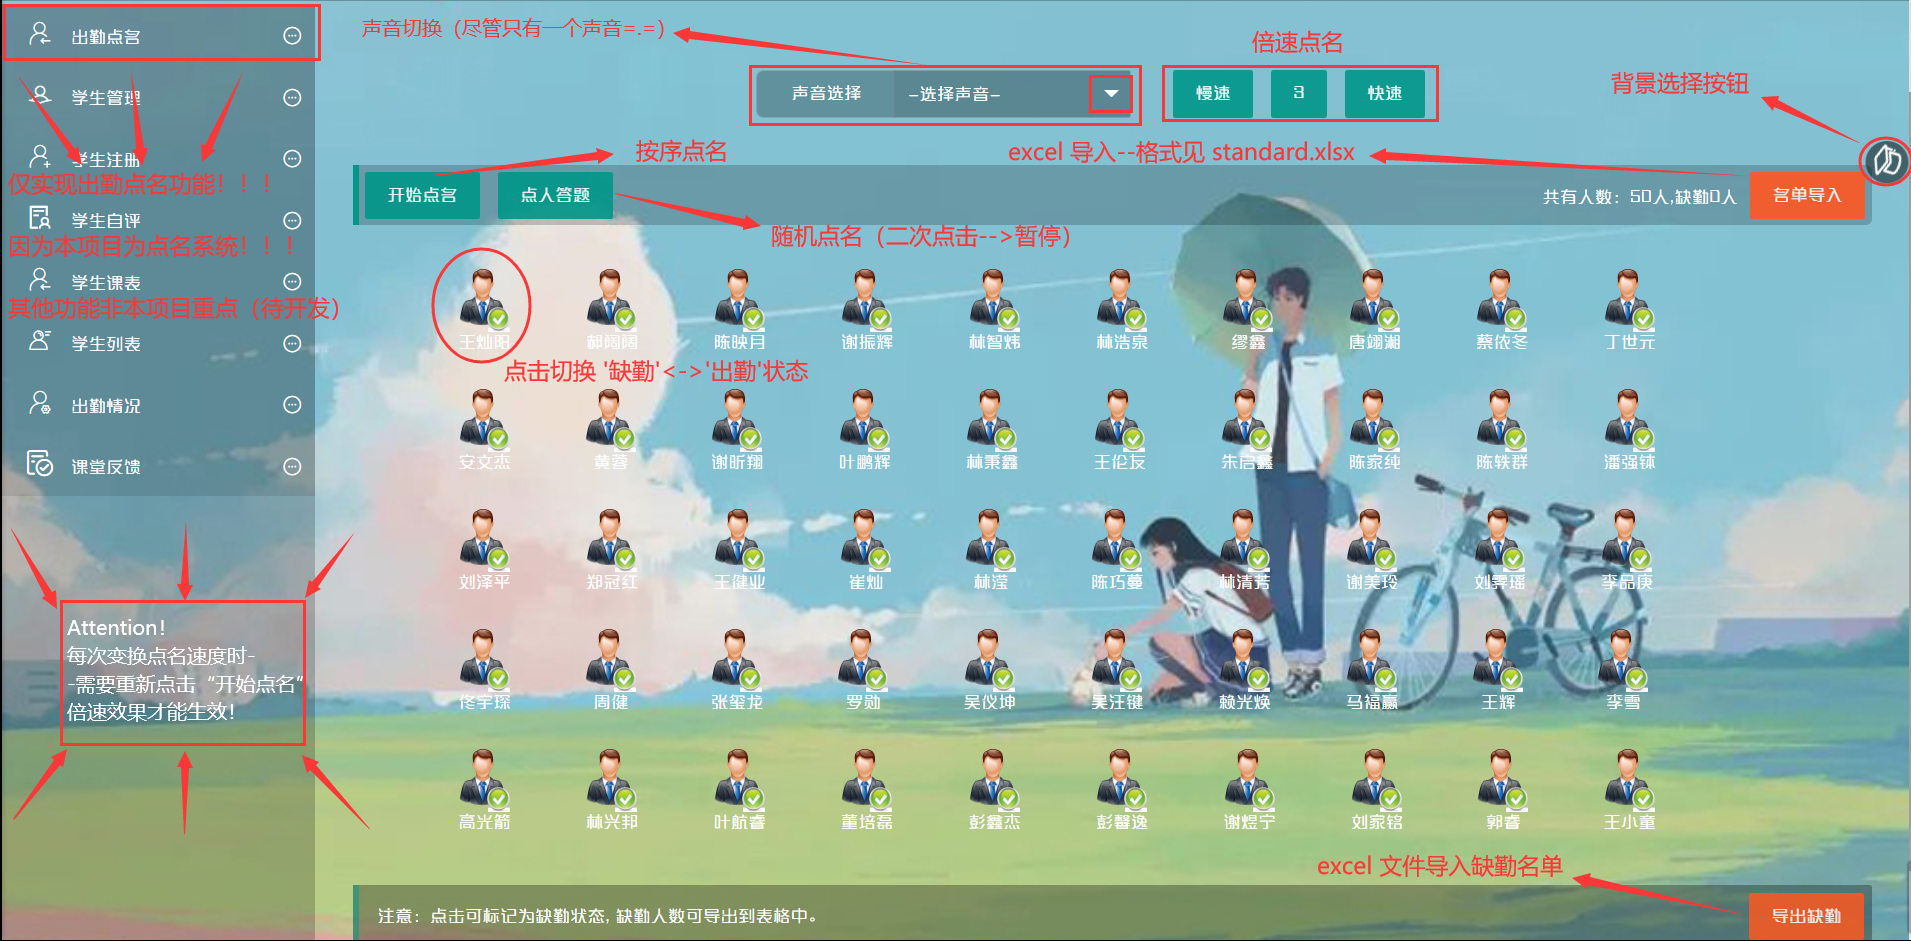 出勤点名
学生管理
学生注册
仅实现出勤点名功能！！！
学生自评
因为本项目为点名系统！！！
学生课表
其他功能非本项目重点（待开发）
学生列表
出勤情况
课堂反馈
Attention!
每次变换点名速度时-
-需要重新点击“开始点名”
倍速效果才能生效!
声音切换（尽管只有一个声音=.=）
声音选择 -选择声音-
倍速点名
慢速 3 快速
背景选择按钮
按序点名
excel 导入--格式见 standard.xlsx
开始点名 点人答题
共有人数：50人,缺勤0人 名单导入
随机点名（二次点击-->暂停）
王灿阳 郝阔阔 陈映月 谢振辉 林智炜 林浩泉 缪鑫 唐翊湘 蔡依冬 丁世元
点击切换 '缺勤'<->'出勤'状态
安文杰 黄蓉 谢昕翔 叶鹏辉 林秉鑫 王伦友 朱启鑫 陈家纯 陈轶群 潘强铼
刘泽平 郑冠红 王健业 崔灿 林滢 陈巧蔓 林清芳 谢美玲 刘霁瑶 李品庚
佟宇琛 周健 张玺龙 罗勋 吴仪坤 吴汪键 赖光焕 马福赢 王辉 李雪
高光箭 林兴邦 叶航睿 董培磊 彭鑫杰 彭馨逸 谢煜宁 刘家铭 郭睿 王小童
excel 文件导入缺勤名单
注意：点击可标记为缺勤状态, 缺勤人数可导出到表格中。
导出缺勤